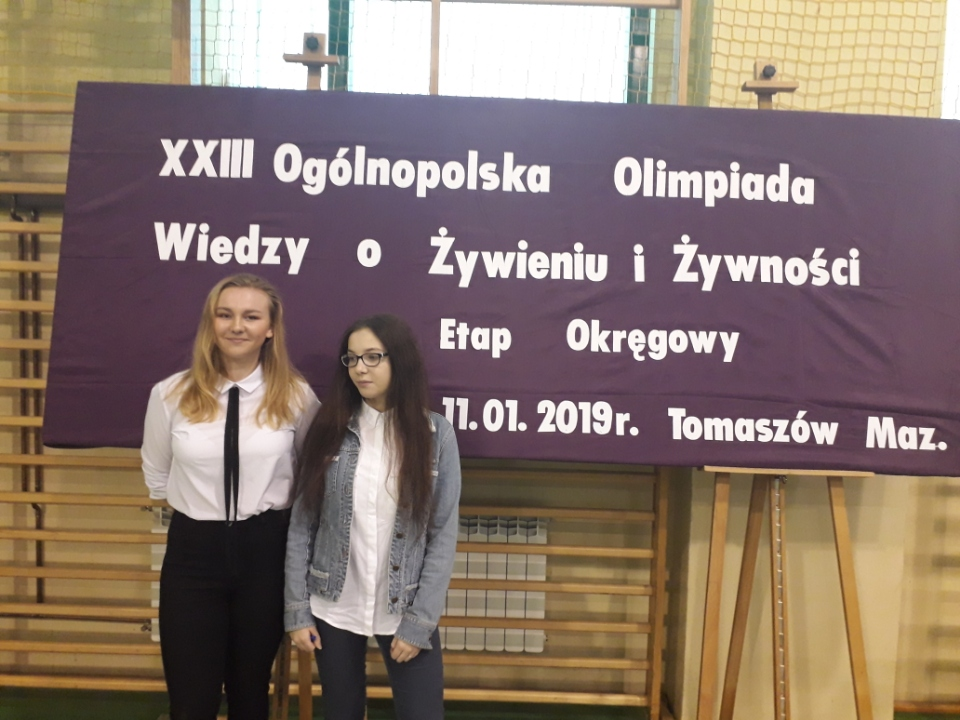 XXIII Ogólnopolska Olimpiada
Wiedzy o Żywieniu i Żywności
Etap Okręgowy
11.01.2019r. Tomaszów Maz.